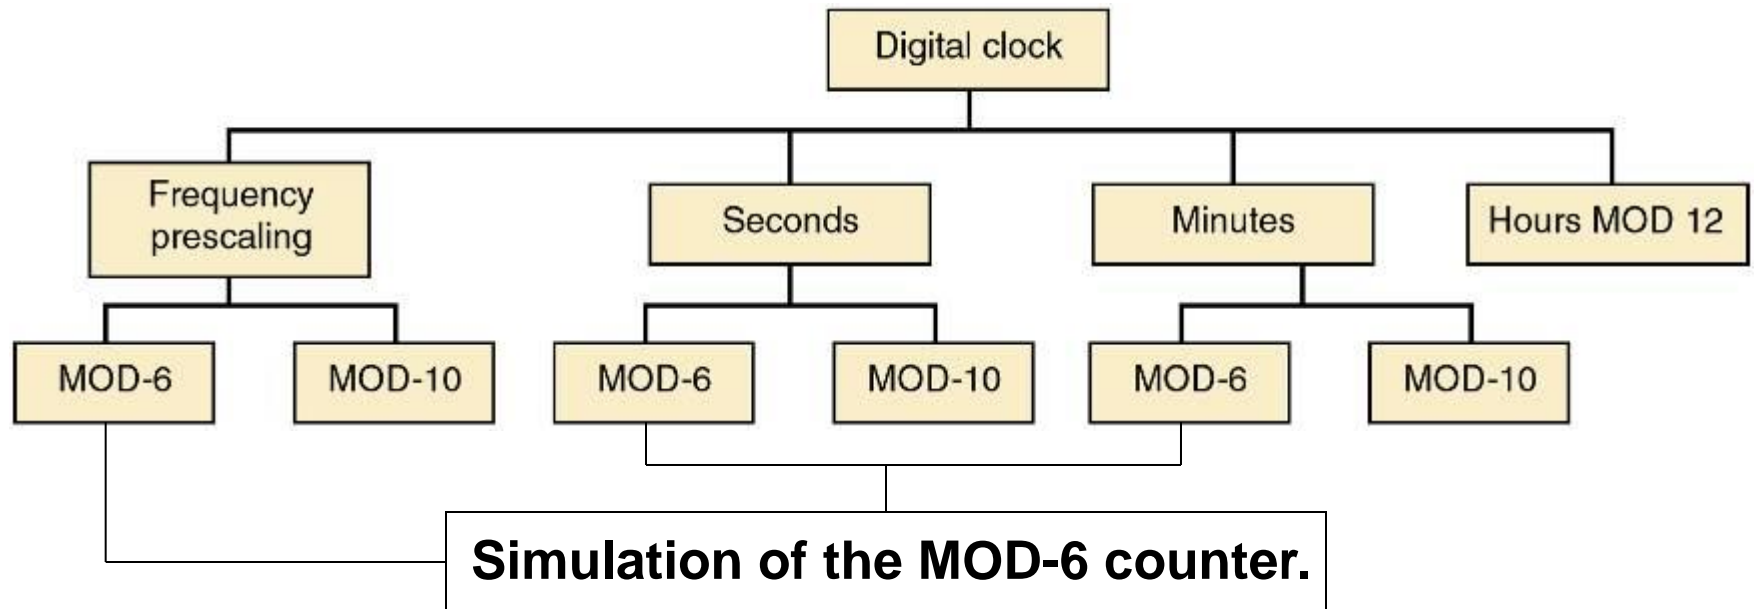 Digital clock
Frequency
prescaling
Seconds
Minutes
Hours MOD 12
MOD-6
MOD-10
MOD-6
MOD-10
MOD-6
MOD-10
Simulation of the MOD-6 counter.